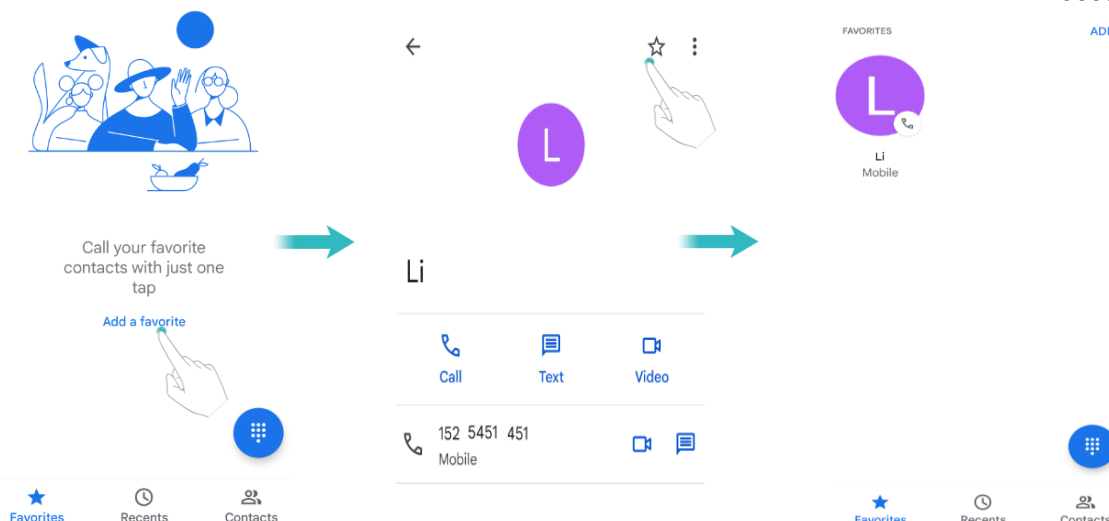 Call your favorite
contacts with just one
tap
Add a favorite
Favorites
Recents
Contacts
L
Li
Call
Text
Video
152 5451 451
Mobile
FAVORITES
ADD
L
Li
Mobile
Favorites
Recents
Contacts